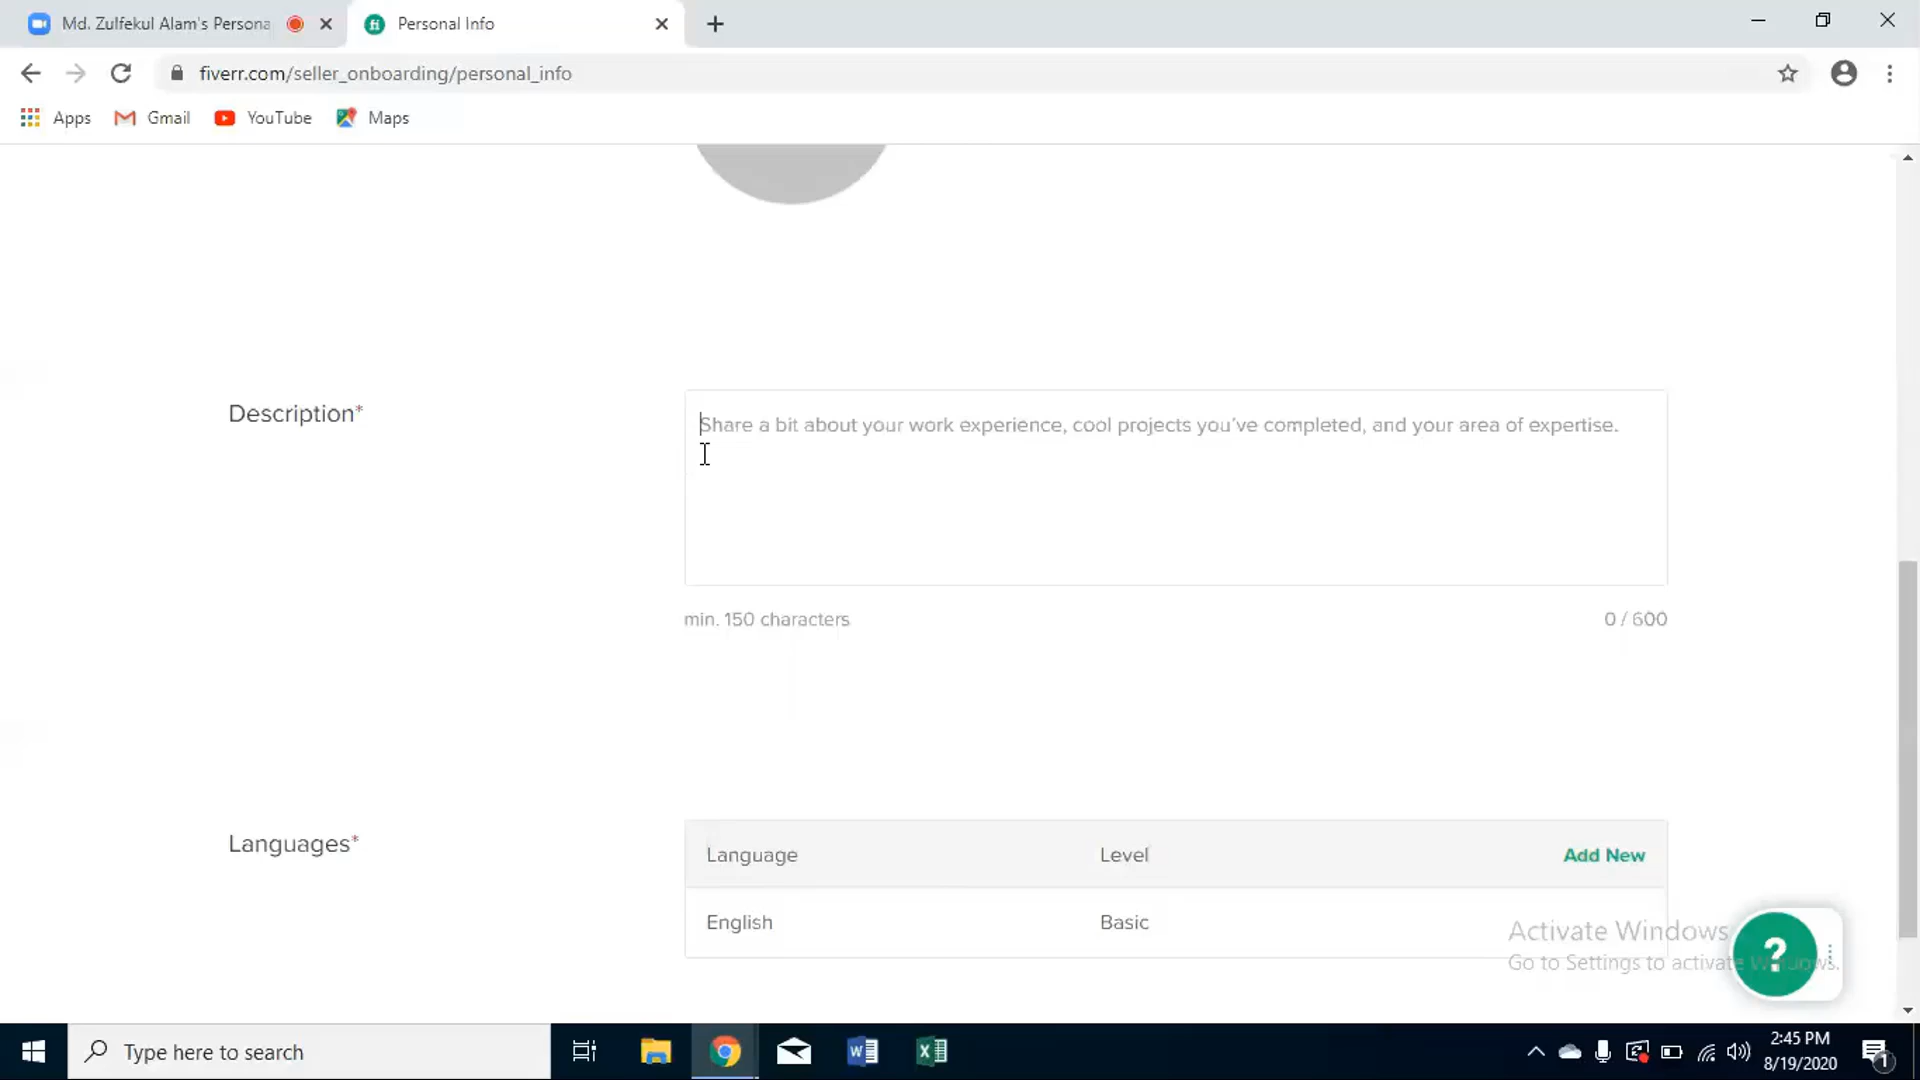 Md. Zulfekul Alam's Persona
Personal Info
fiverr.com/seller_onboarding/personal_info
Apps
Gmail
YouTube
Maps
Description*
Share a bit about your work experience, cool projects you've completed, and your area of expertise.
min. 150 characters
0 / 600
Languages*
Language
Level
Add New
English
Basic
Activate Windows
Go to Settings to activate Windows.
?
Type here to search
2:45 PM
8/19/2020
1